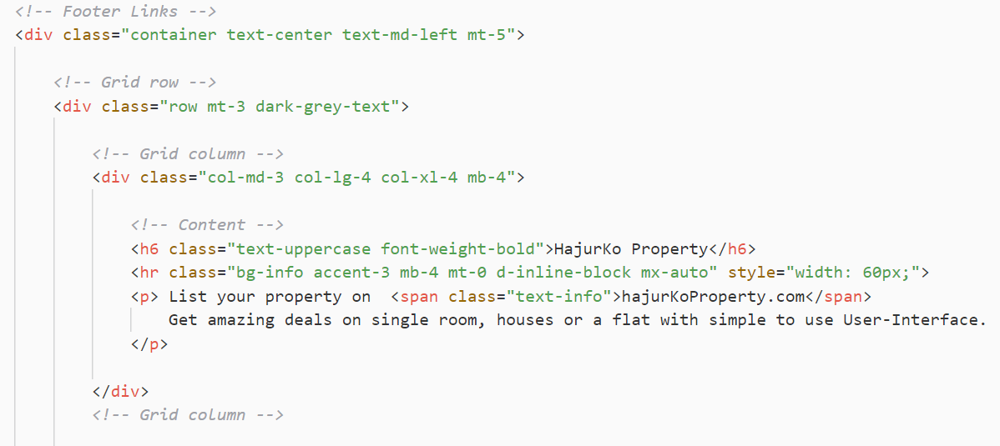 <!-- Footer Links -->
<div class="container text-center text-md-left mt-5">
<!-- Grid row -->
<div class="row mt-3 dark-grey-text">
<!-- Grid column -->
<div class="col-md-3 col-lg-4 col-xl-4 mb-4">
<!-- Content -->
<h6 class="text-uppercase font-weight-bold">HajurKo Property</h6>
<hr class="bg-info accent-3 mb-4 mt-0 d-inline-block mx-auto" style="width: 60px;">
<p> List your property on  <span class="text-info">hajurKoProperty.com</span>
Get amazing deals on single room, houses or a flat with simple to use User-Interface.
</p>
</div>
<!-- Grid column -->